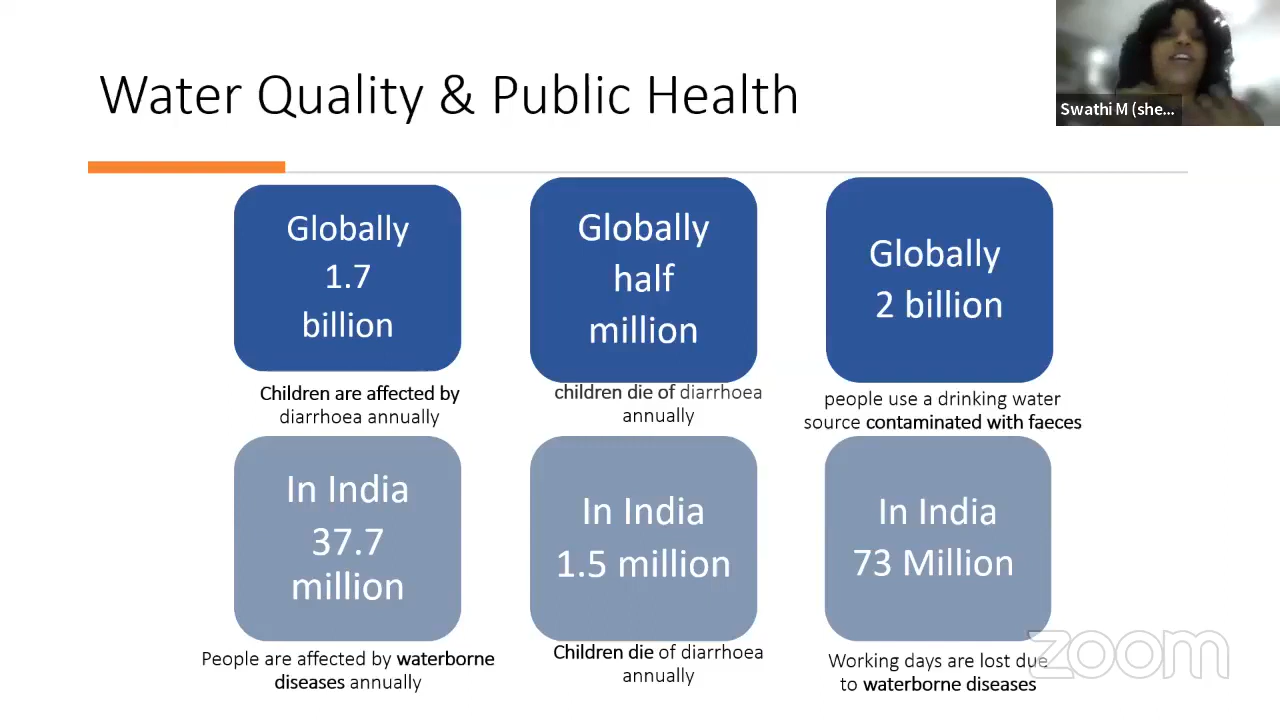 Water Quality & Public Health
Swathi M (she...
Globally
1.7
billion
Children are affected by
diarrhoea annually
Globally
half
million
children die of diarrhoea
annually
Globally
2 billion
people use a drinking water
source contaminated with faeces
In India
37.7
million
People are affected by waterborne
diseases annually
In India
1.5 million
Children die of diarrhoea
annually
In India
73 Million
Working days are lost due
to waterborne diseases
zoom